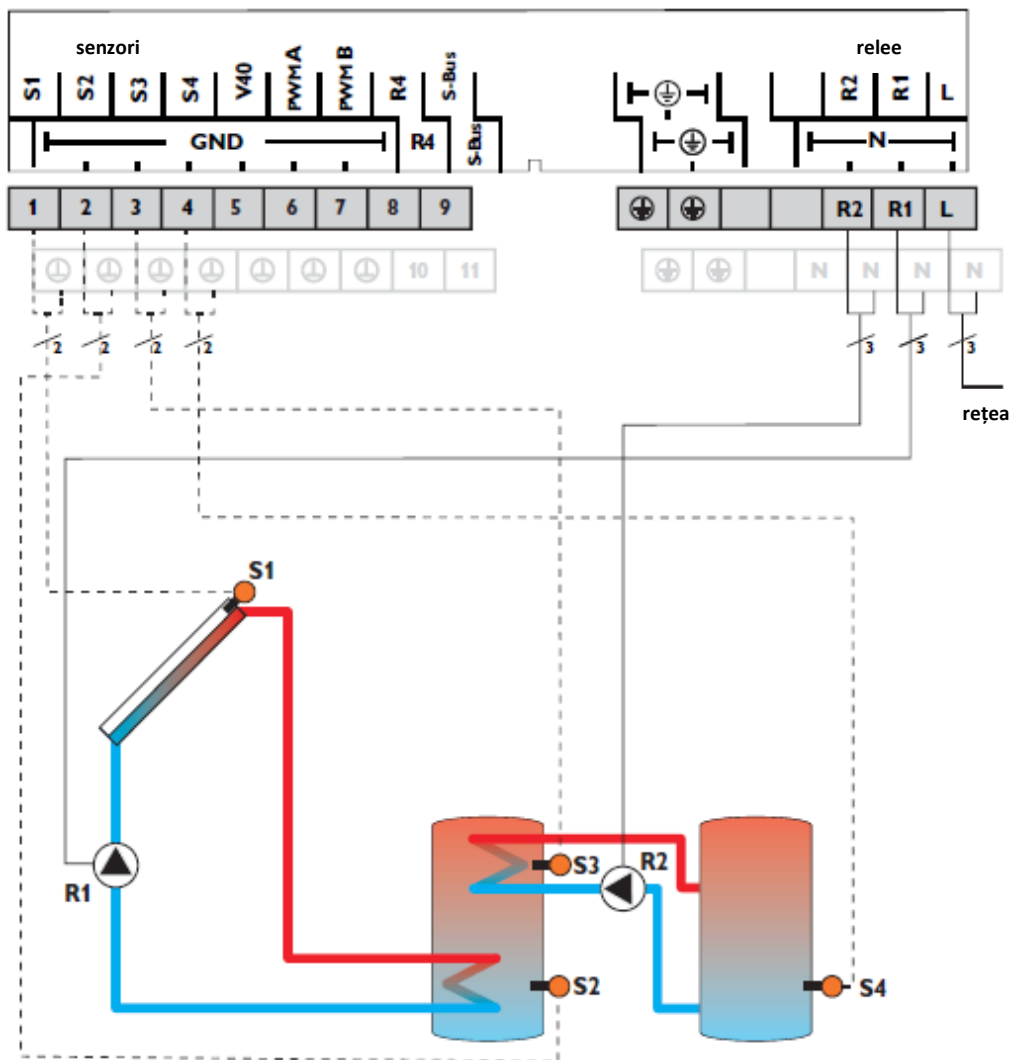 senzori relee
S1 S2 S3 S4 V40 PWM A PWM B R4 S-Bus R2 R1 L
GND R4 S-Bus N
1 2 3 4 5 6 7 8 9 R2 R1 L
10 11 N N N N
2 2 2 2 3 3 3
rețea
S1
S3 R2
R1
S2 S4